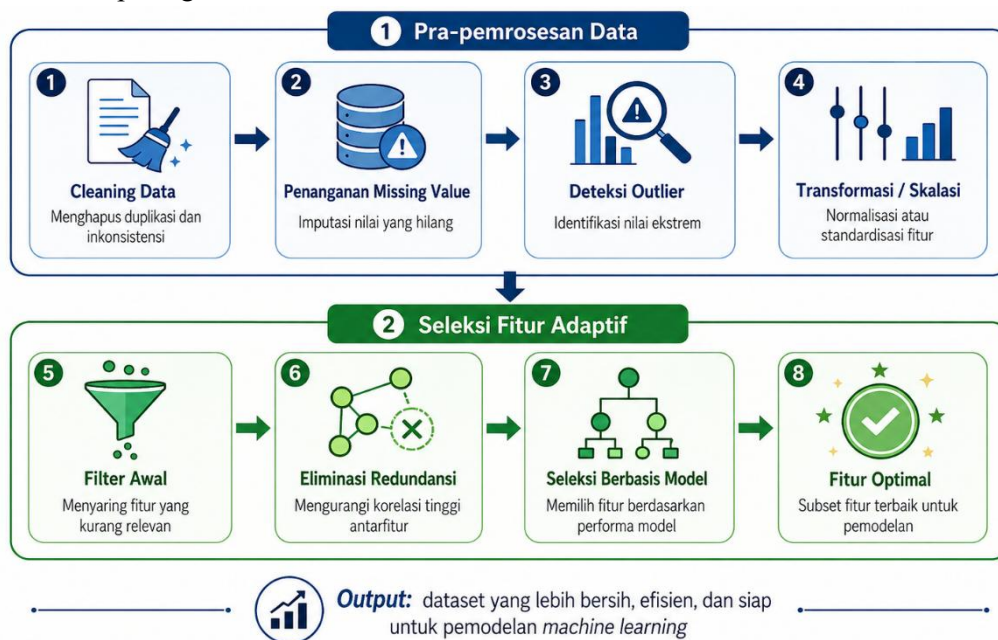 1 Pra-pemrosesan Data
1
Cleaning Data
Menghapus duplikasi dan
inkonsistensi
2
Penanganan Missing Value
Imputasi nilai yang hilang
3
Deteksi Outlier
Identifikasi nilai ekstrem
4
Transformasi / Skalasi
Normalisasi atau
standardisasi fitur
2 Seleksi Fitur Adaptif
5
Filter Awal
Menyaring fitur yang
kurang relevan
6
Eliminasi Redundansi
Mengurangi korelasi tinggi
antarfitur
7
Seleksi Berbasis Model
Memilih fitur berdasarkan
performa model
8
Fitur Optimal
Subset fitur terbaik untuk
pemodelan
Output: dataset yang lebih bersih, efisien, dan siap
untuk pemodelan machine learning